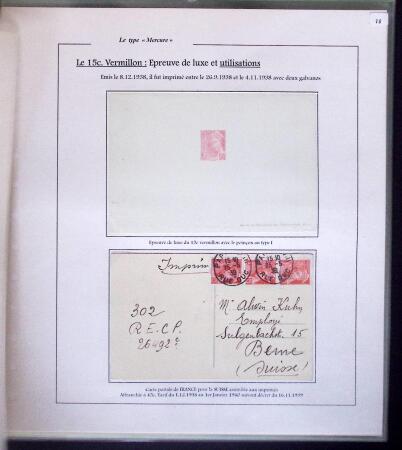 18
Le type « Mercure »
Le 15c. Vermillon : Epreuve de luxe et utilisations
Emis le 8.12.1938, il fut imprimé entre le 26.9.1938 et le 4.11.1938 avec deux galvanos
Epreuve de luxe du 15c vermillon avec le poinçon au type I
Imprimé
302
R.E.C.P.
26492c
Mr Alwin Kuhn
Employé
Sulgenbachstr. 15
Berne
(Suisse)
Carte postale de FRANCE pour la SUISSE assimilée aux imprimés
Affranchie à 45c. Tarif du 1.12.1938 au 1er Janvier 1940 suivant décret du 16.11.1939